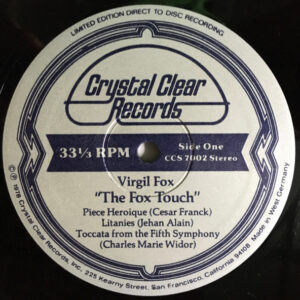 LIMITED EDITION DIRECT TO DISC RECORDING
Crystal Clear
Records
33⅓ RPM
Side One
CCS 7002 Stereo
Virgil Fox
"The Fox Touch"
Piece Heroique (Cesar Franck)
Litanies (Jehan Alain)
Toccata from the Fifth Symphony
(Charles Marie Widor)
© ℗ 1978 Crystal Clear Records, Inc., 225 Kearny Street, San Francisco, California 94108 Made in West Germany